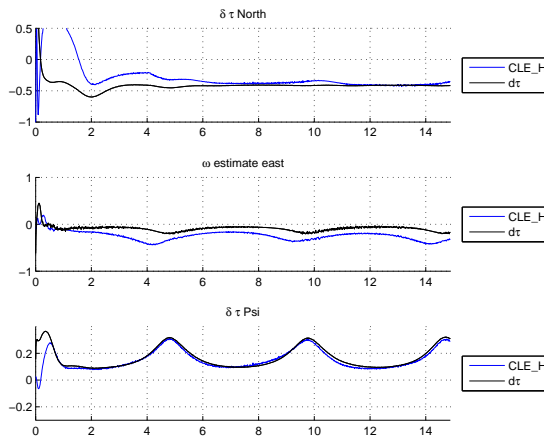 δ τ North
0.5
0
−0.5
−1
0 2 4 6 8 10 12 14
CLE_H
dτ
ω estimate east
1
0
−1
0 2 4 6 8 10 12 14
CLE_H
dτ
δ τ Psi
0.2
0
−0.2
0 2 4 6 8 10 12 14
CLE_H
dτ